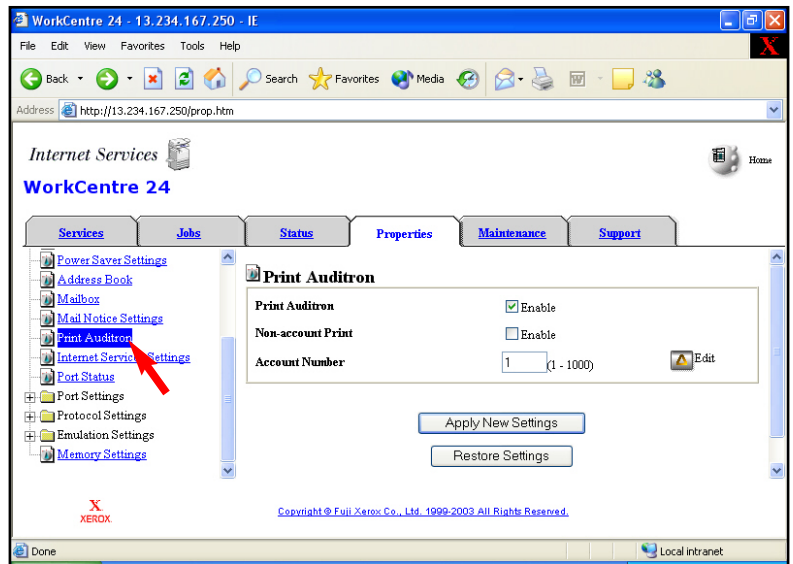 WorkCentre 24 - 13.234.167.250 - IE
File Edit View Favorites Tools Help
X
Back Search Favorites Media
Address http://13.234.167.250/prop.htm
Internet Services
Home
WorkCentre 24
Services Jobs Status Properties Maintenance Support
Power Saver Settings
Address Book
Mailbox
Mail Notice Settings
Print Auditron
Internet Services Settings
Port Status
Port Settings
Protocol Settings
Emulation Settings
Memory Settings
Print Auditron
Print Auditron Enable
Non-account Print Enable
Account Number 1 (1 - 1000) Edit
Apply New Settings
Restore Settings
X
XEROX.
Copyright © Fuji Xerox Co., Ltd. 1999-2003 All Rights Reserved.
Done Local intranet